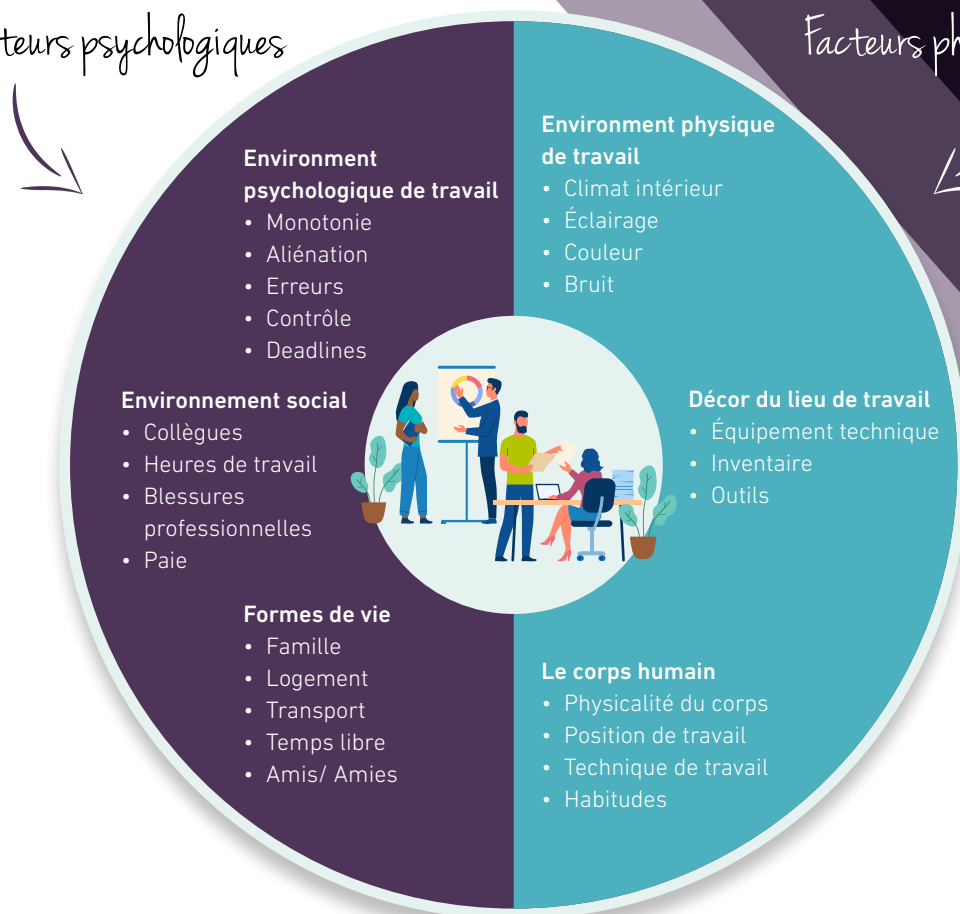 teurs psychologiques
Facteurs ph
Environment
psychologique de travail
• Monotonie
• Aliénation
• Erreurs
• Contrôle
• Deadlines
Environnement social
• Collègues
• Heures de travail
• Blessures
professionnelles
• Paie
Formes de vie
• Famille
• Logement
• Transport
• Temps libre
• Amis/ Amies
Environment physique
de travail
• Climat intérieur
• Éclairage
• Couleur
• Bruit
Décor du lieu de travail
• Équipement technique
• Inventaire
• Outils
Le corps humain
• Physicalité du corps
• Position de travail
• Technique de travail
• Habitudes